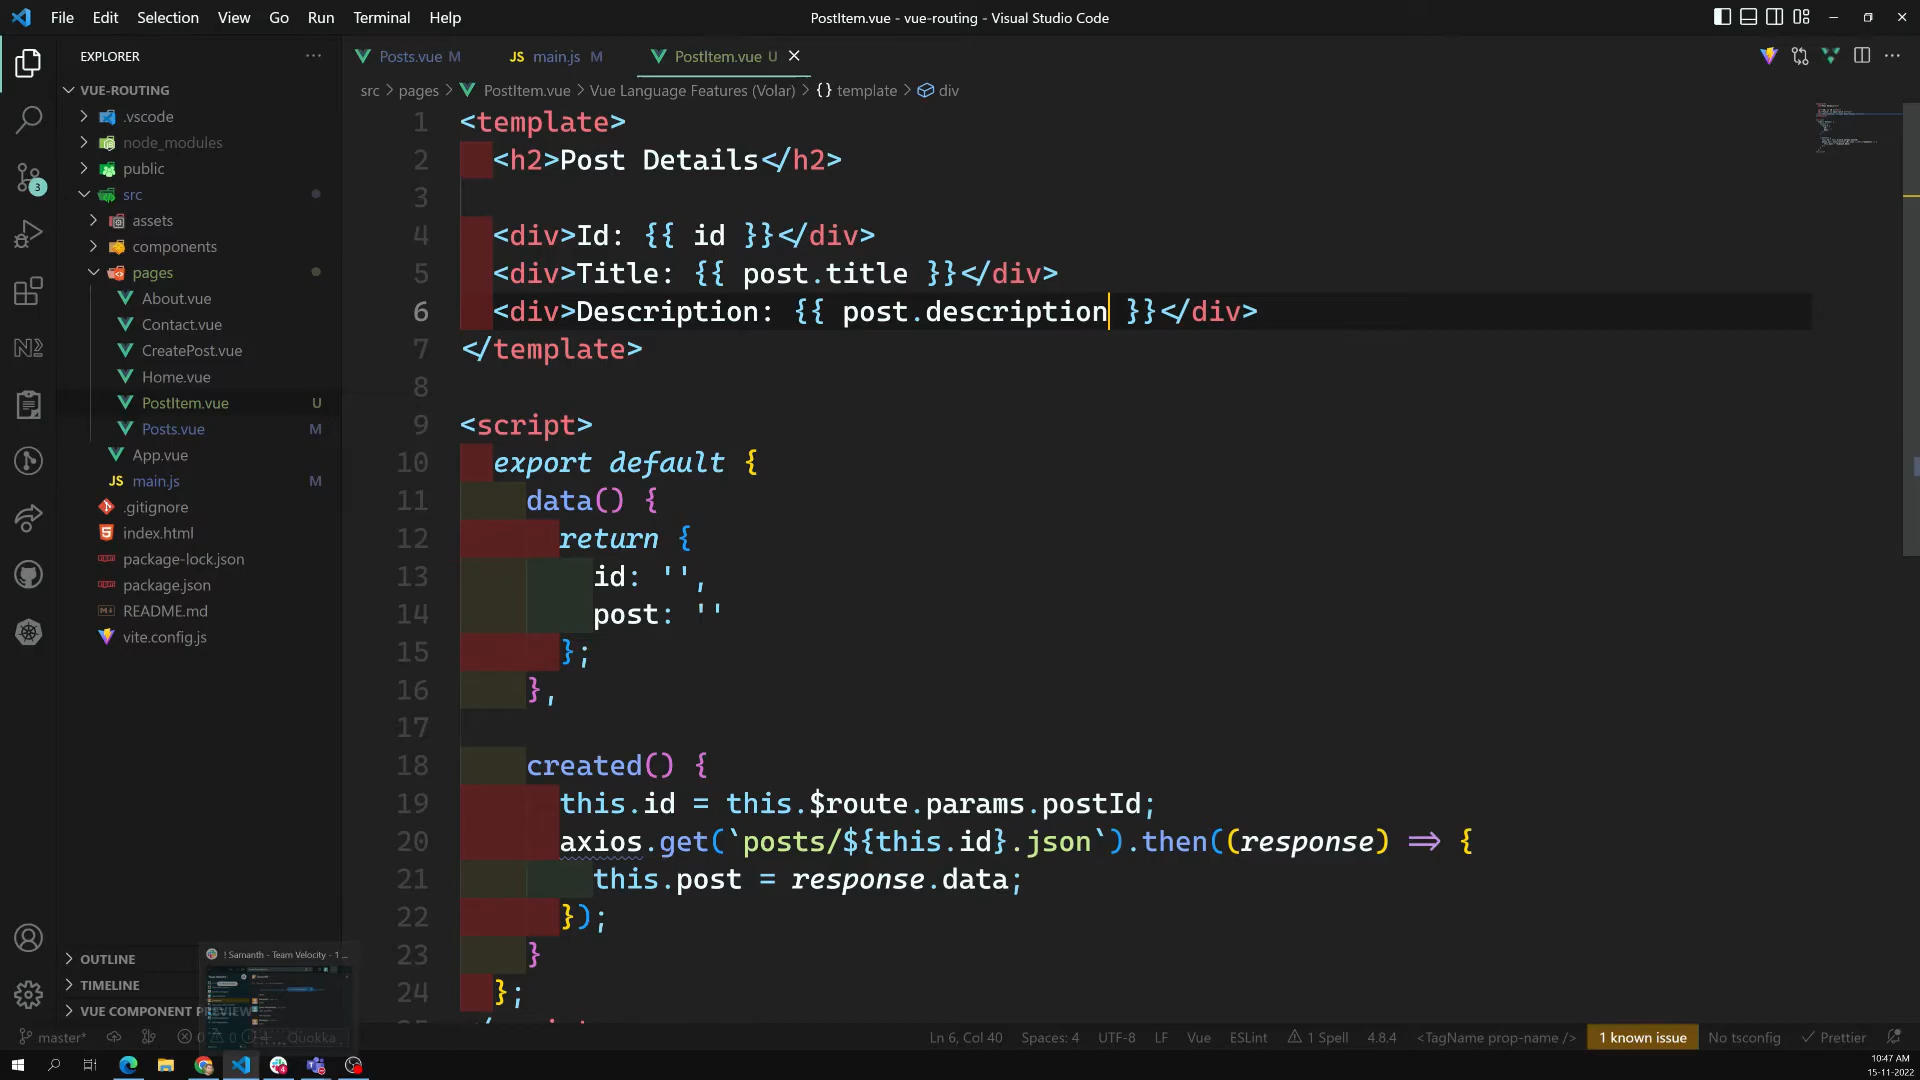 File Edit Selection View Go Run Terminal Help
PostItem.vue - vue-routing - Visual Studio Code
EXPLORER
VUE-ROUTING
.vscode
node_modules
public
src
assets
components
pages
About.vue
Contact.vue
CreatePost.vue
Home.vue
PostItem.vue U
Posts.vue M
App.vue
JS main.js M
.gitignore
index.html
package-lock.json
package.json
README.md
vite.config.js
3
OUTLINE
TIMELINE
VUE COMPONENT PREVIEW
! Samanth - Team Velocity - 1 ...
Posts.vue M JS main.js M PostItem.vue U
src > pages > PostItem.vue > Vue Language Features (Volar) > {} template > div
1 <template>
2 <h2>Post Details</h2>
3
4 <div>Id: {{ id }}</div>
5 <div>Title: {{ post.title }}</div>
6 <div>Description: {{ post.description }}</div>
7 </template>
8
9 <script>
10 export default {
11 data() {
12 return {
13 id: '',
14 post: ''
15 };
16 },
17
18 created() {
19 this.id = this.$route.params.postId;
20 axios.get(`posts/${this.id}.json`).then((response) => {
21 this.post = response.data;
22 });
23 }
24 };
master* 0 Quokka Ln 6, Col 40 Spaces: 4 UTF-8 LF Vue ESLint 1 Spell 4.8.4 <TagName prop-name /> 1 known issue No tsconfig Prettier
10:47 AM
15-11-2022